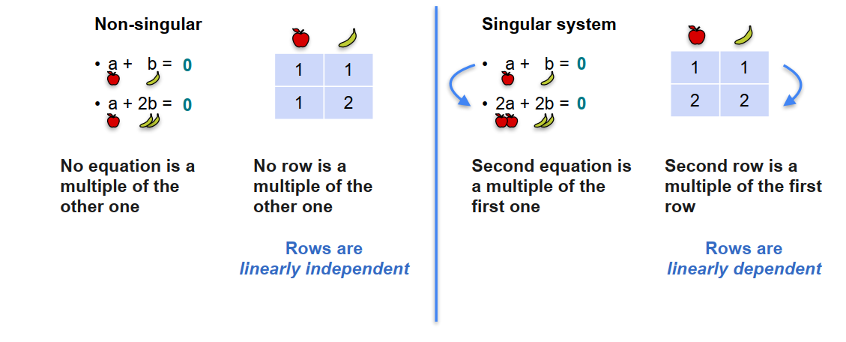 Non-singular
• a + b = 0
• a + 2b = 0
1 1
1 2
No equation is a
multiple of the
other one
No row is a
multiple of the
other one
Rows are
linearly independent
Singular system
• a + b = 0
• 2a + 2b = 0
1 1
2 2
Second equation is
a multiple of the
first one
Second row is a
multiple of the first
row
Rows are
linearly dependent